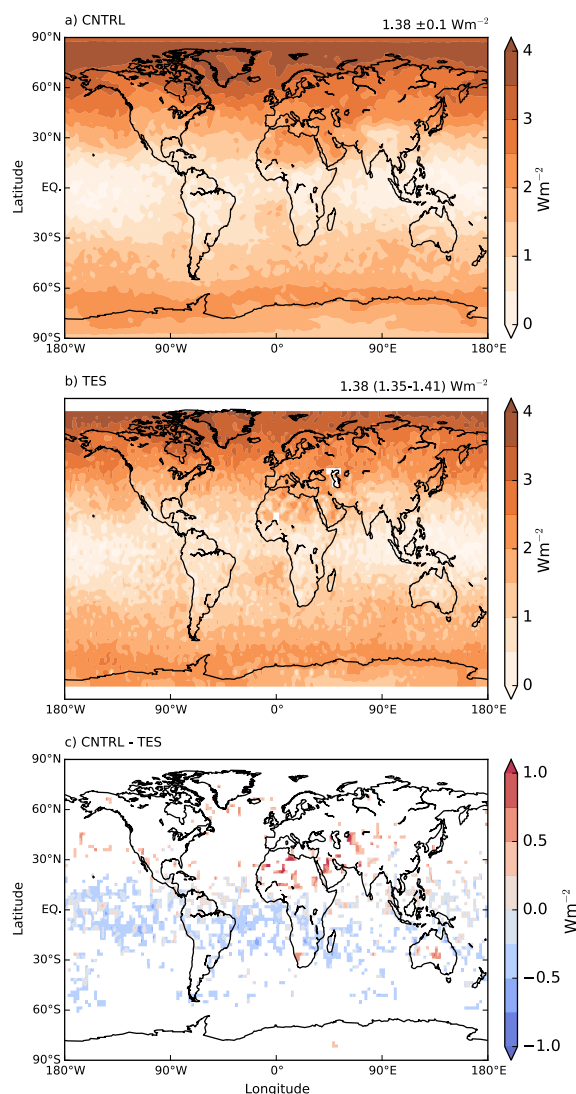 a) CNTRL 1.38 ±0.1 Wm⁻²
90°N
60°N
30°N
EQ.
30°S
60°S
90°S
Latitude
180°W 90°W 0° 90°E 180°E
4
3
2
1
0
Wm⁻²
b) TES 1.38 (1.35-1.41) Wm⁻²
180°W 90°W 0° 90°E 180°E
4
3
2
1
0
Wm⁻²
c) CNTRL - TES
90°N
60°N
30°N
EQ.
30°S
60°S
90°S
Latitude
180°W 90°W 0° 90°E 180°E
Longitude
1.0
0.5
0.0
−0.5
−1.0
Wm⁻²